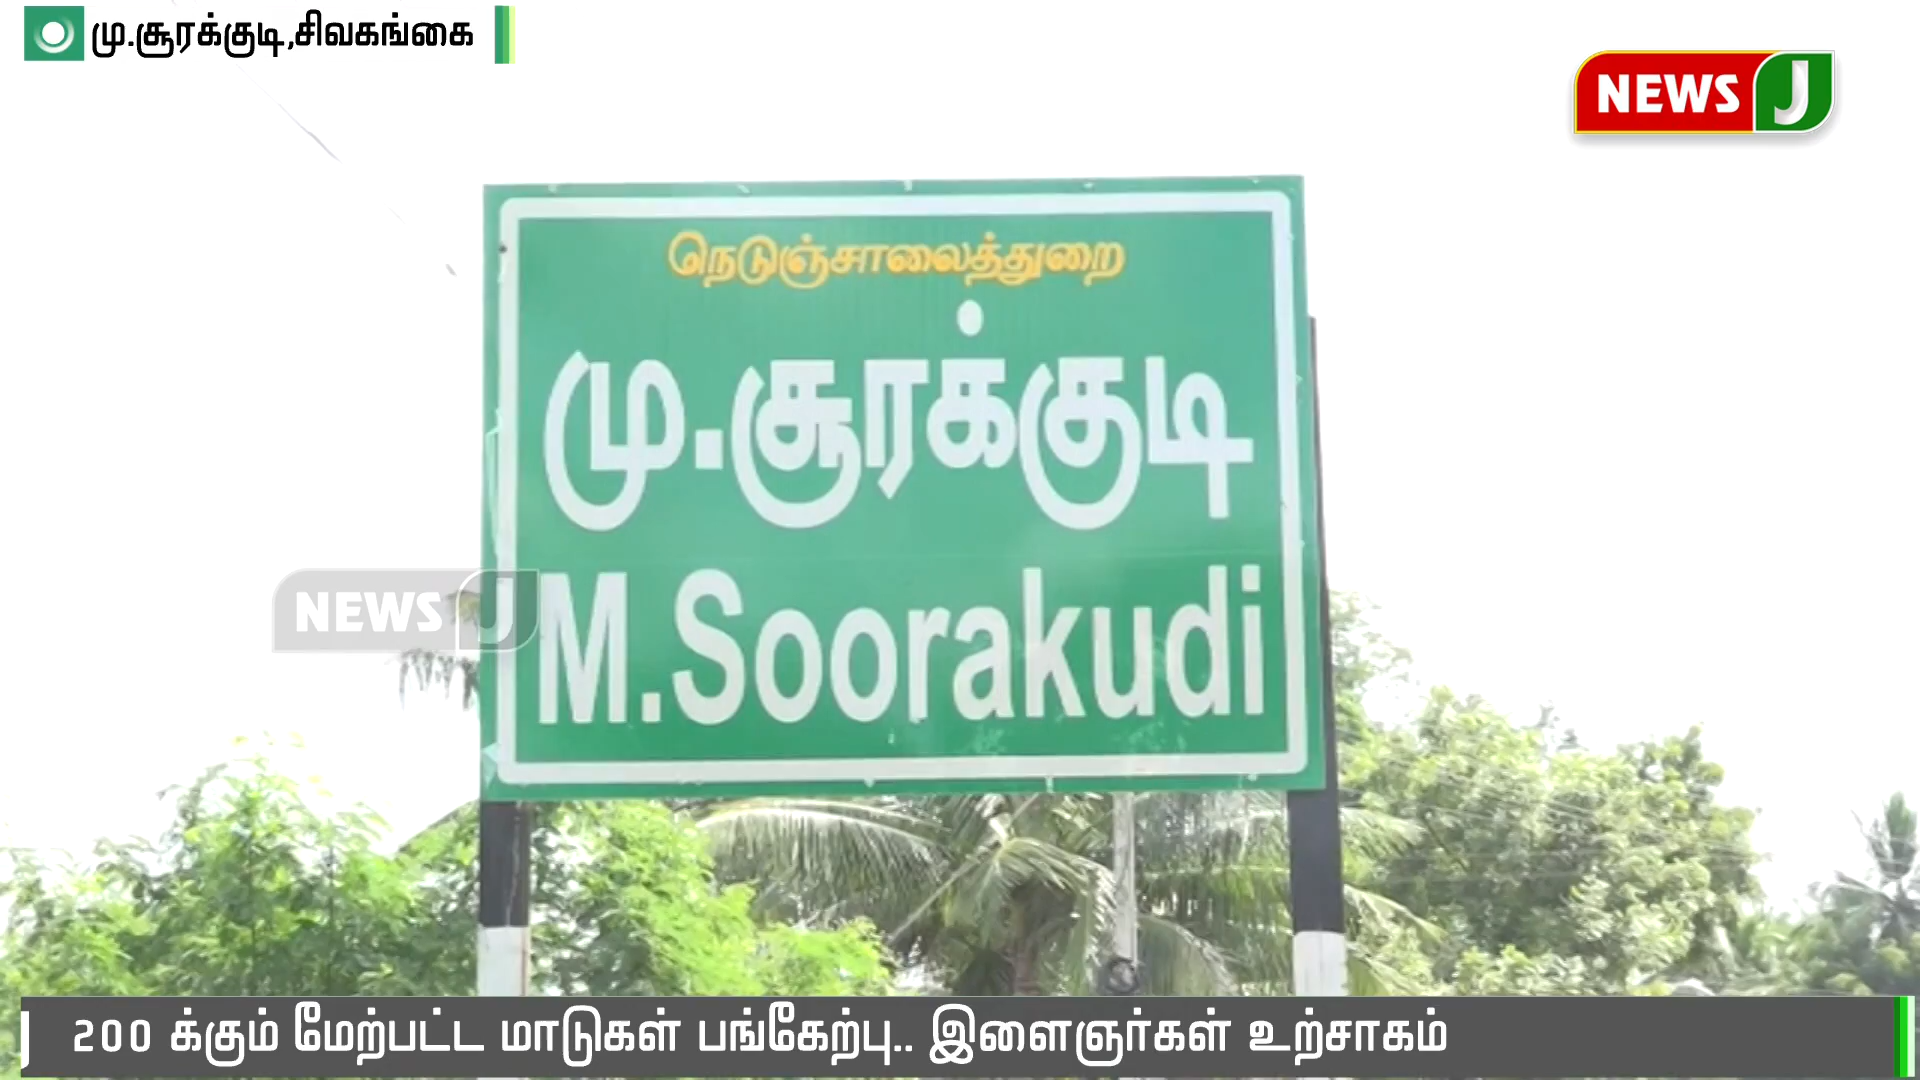 மு.சூரக்குடி,சிவகங்கை
NEWS J
நெடுஞ்சாலைத்துறை
மு.சூரக்குடி
NEWS J
M.Soorakudi
200 க்கும் மேற்பட்ட மாடுகள் பங்கேற்பு.. இளைஞர்கள் உற்சாகம்